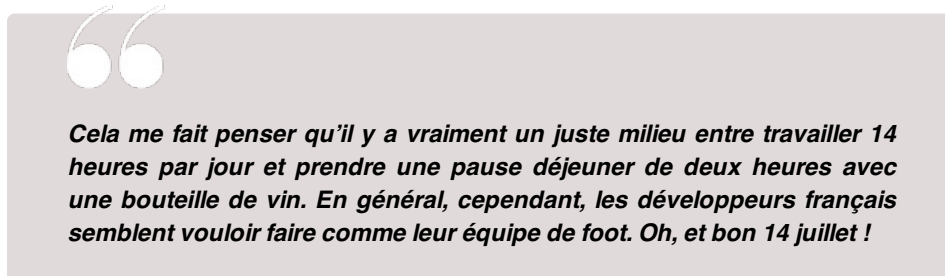 “
Cela me fait penser qu’il y a vraiment un juste milieu entre travailler 14
heures par jour et prendre une pause déjeuner de deux heures avec
une bouteille de vin. En général, cependant, les développeurs français
semblent vouloir faire comme leur équipe de foot. Oh, et bon 14 juillet !